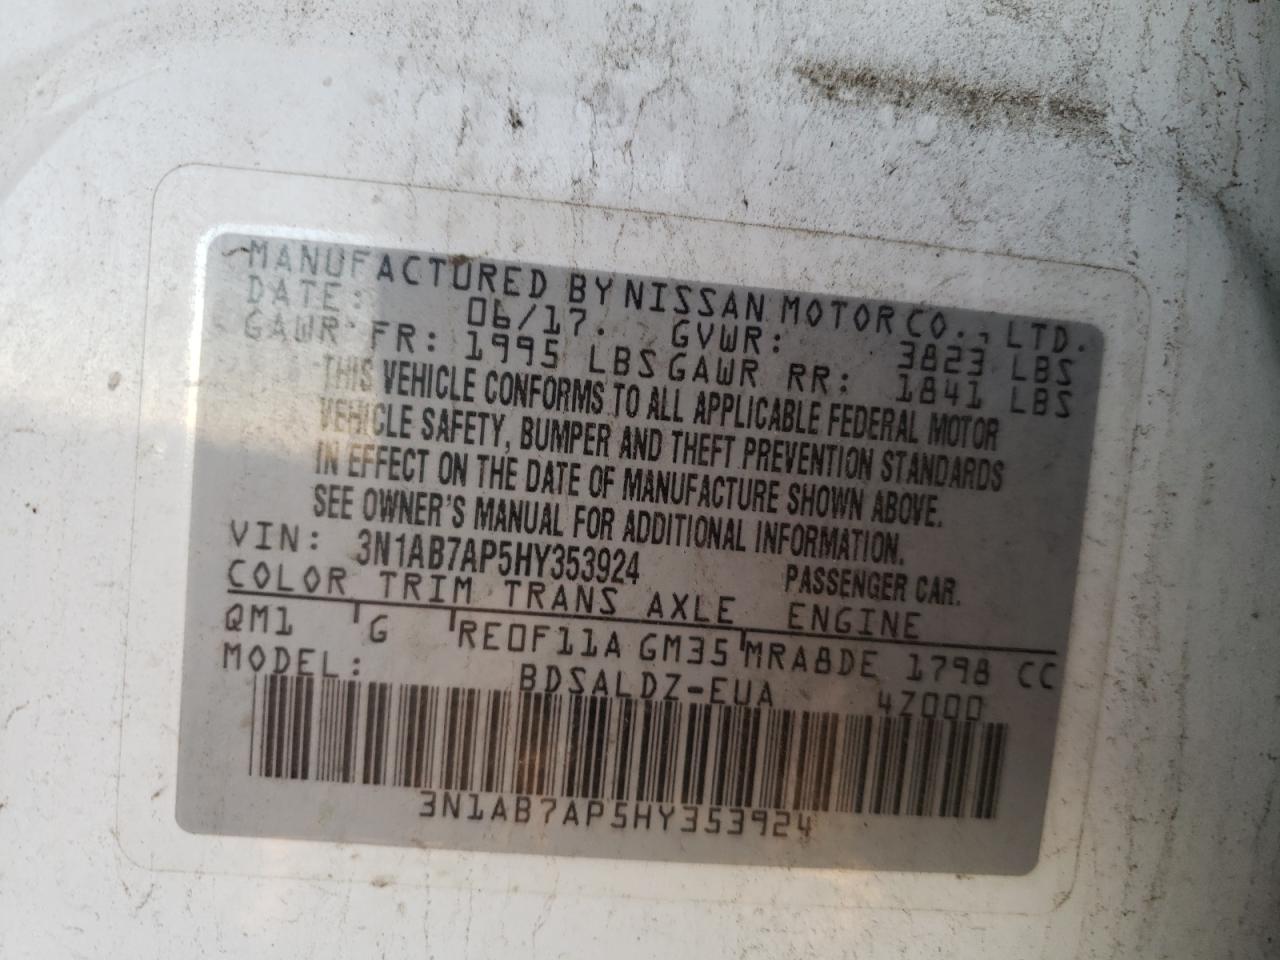 MANUFACTURED BY NISSAN MOTOR CO., LTD.
DATE: 06/17. GVWR: 3823 LBS
GAWR FR: 1995 LBS GAWR RR: 1841 LBS
THIS VEHICLE CONFORMS TO ALL APPLICABLE FEDERAL MOTOR
VEHICLE SAFETY, BUMPER AND THEFT PREVENTION STANDARDS
IN EFFECT ON THE DATE OF MANUFACTURE SHOWN ABOVE.
SEE OWNER'S MANUAL FOR ADDITIONAL INFORMATION.
VIN: 3N1AB7AP5HY353924 PASSENGER CAR.
COLOR TRIM TRANS AXLE ENGINE
QM1 G RE0F11A GM35 MRA8DE 1798 CC
MODEL: BDSALDZ-EUA 47000
3N1AB7AP5HY353924